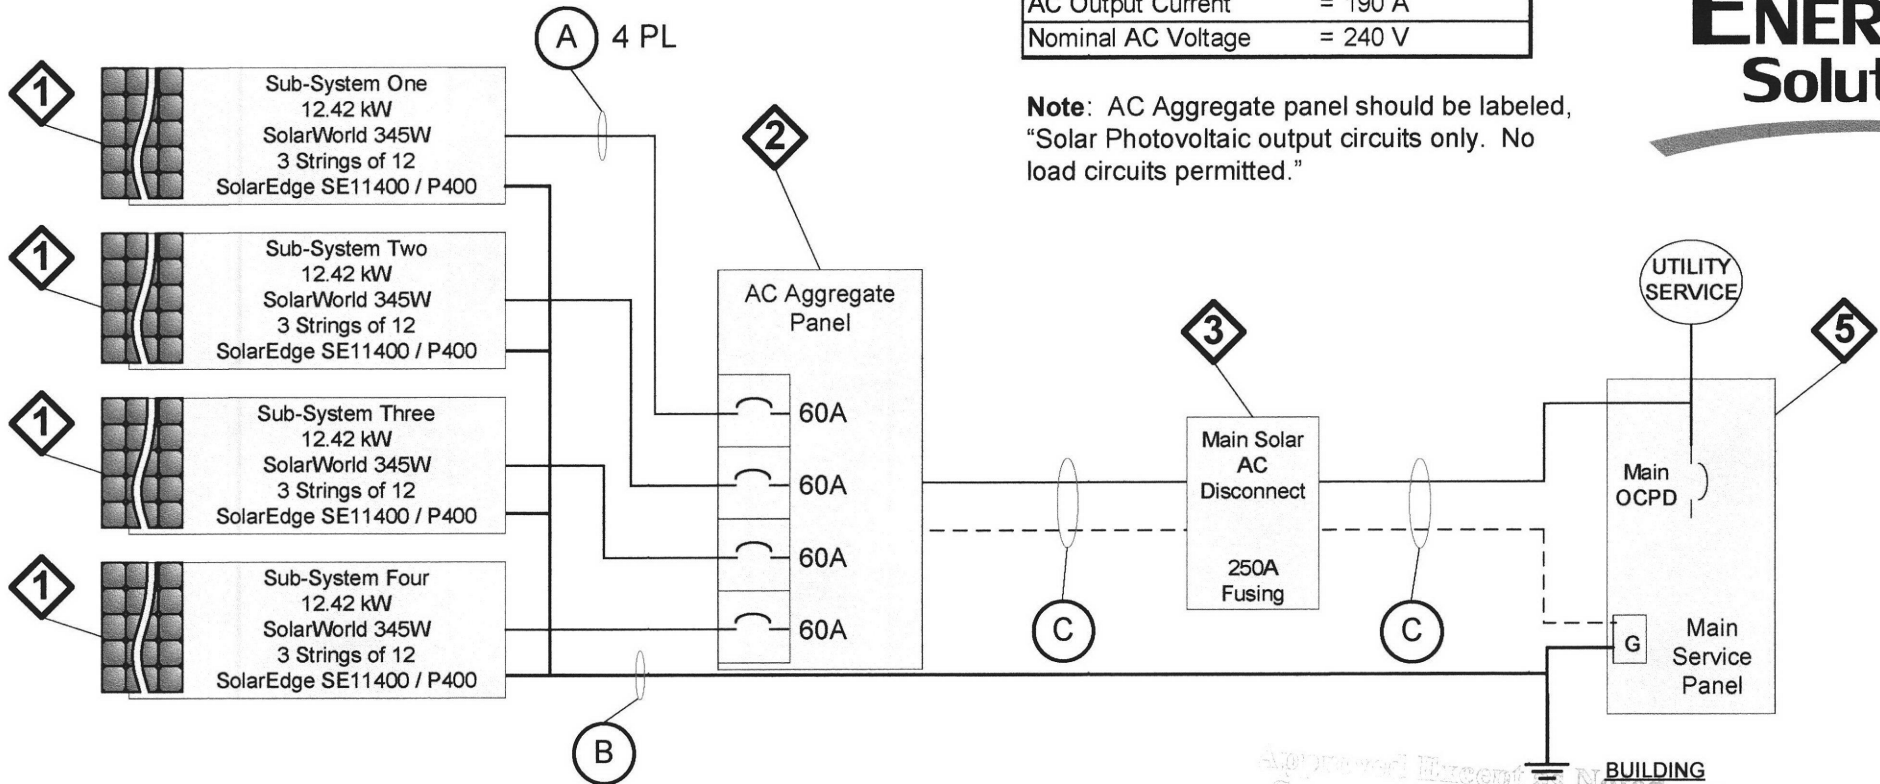 AC Output Current = 190 A
Nominal AC Voltage = 240 V
Note: AC Aggregate panel should be labeled,
“Solar Photovoltaic output circuits only. No
load circuits permitted.”
Solut
A 4 PL
1
Sub-System One
12.42 kW
SolarWorld 345W
3 Strings of 12
SolarEdge SE11400 / P400
1
Sub-System Two
12.42 kW
SolarWorld 345W
3 Strings of 12
SolarEdge SE11400 / P400
1
Sub-System Three
12.42 kW
SolarWorld 345W
3 Strings of 12
SolarEdge SE11400 / P400
1
Sub-System Four
12.42 kW
SolarWorld 345W
3 Strings of 12
SolarEdge SE11400 / P400
B
2
AC Aggregate
Panel
60A
60A
60A
60A
C
3
Main Solar
AC
Disconnect
250A
Fusing
C
UTILITY
SERVICE
5
Main
OCPD
G
Main
Service
Panel
Approved Except as Noted
BUILDING
ENER